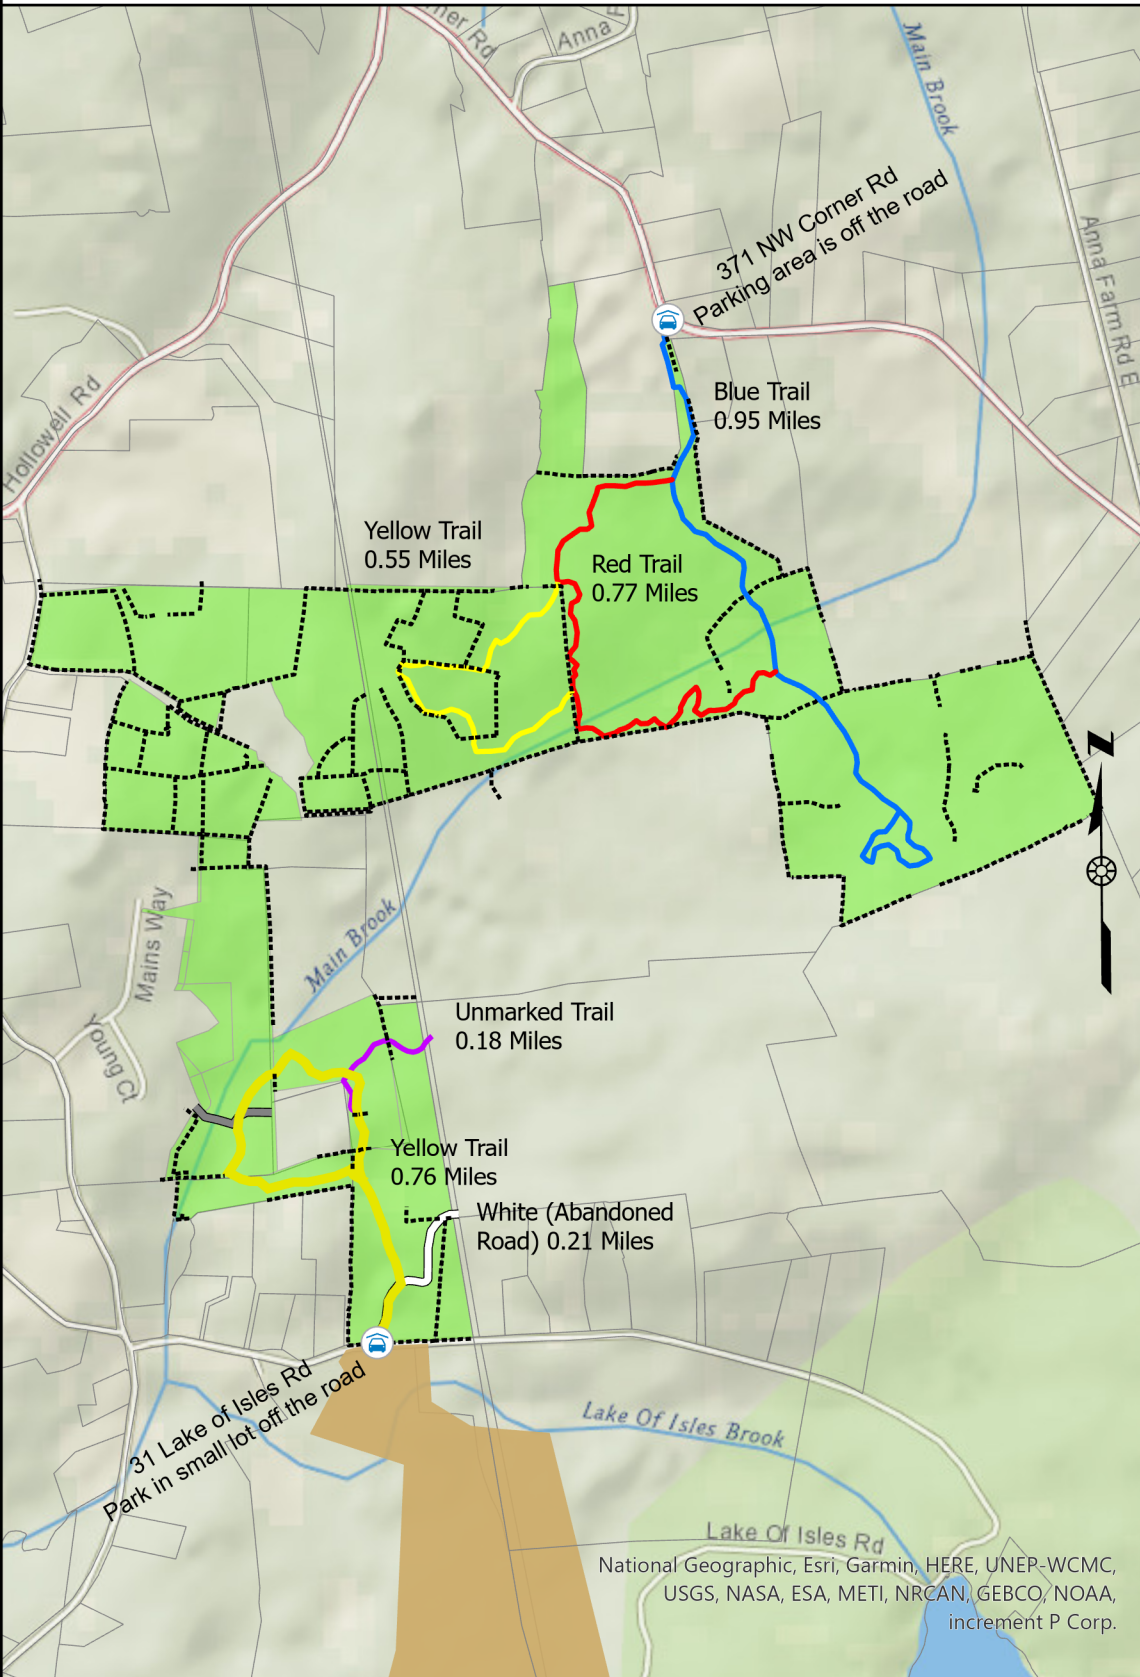 ner Rd
Anna F
Main Brook
371 NW Corner Rd
Parking area is off the road
Anna Farm Rd E
Hollowell Rd
Blue Trail
0.95 Miles
Yellow Trail
0.55 Miles
Red Trail
0.77 Miles
N
Mains Way
Main Brook
Young Ct
Unmarked Trail
0.18 Miles
Yellow Trail
0.76 Miles
White (Abandoned
Road) 0.21 Miles
31 Lake of Isles Rd
Park in small lot off the road
Lake Of Isles Brook
Lake Of Isles Rd
National Geographic, Esri, Garmin, HERE, UNEP-WCMC,
USGS, NASA, ESA, METI, NRCAN, GEBCO, NOAA,
increment P Corp.